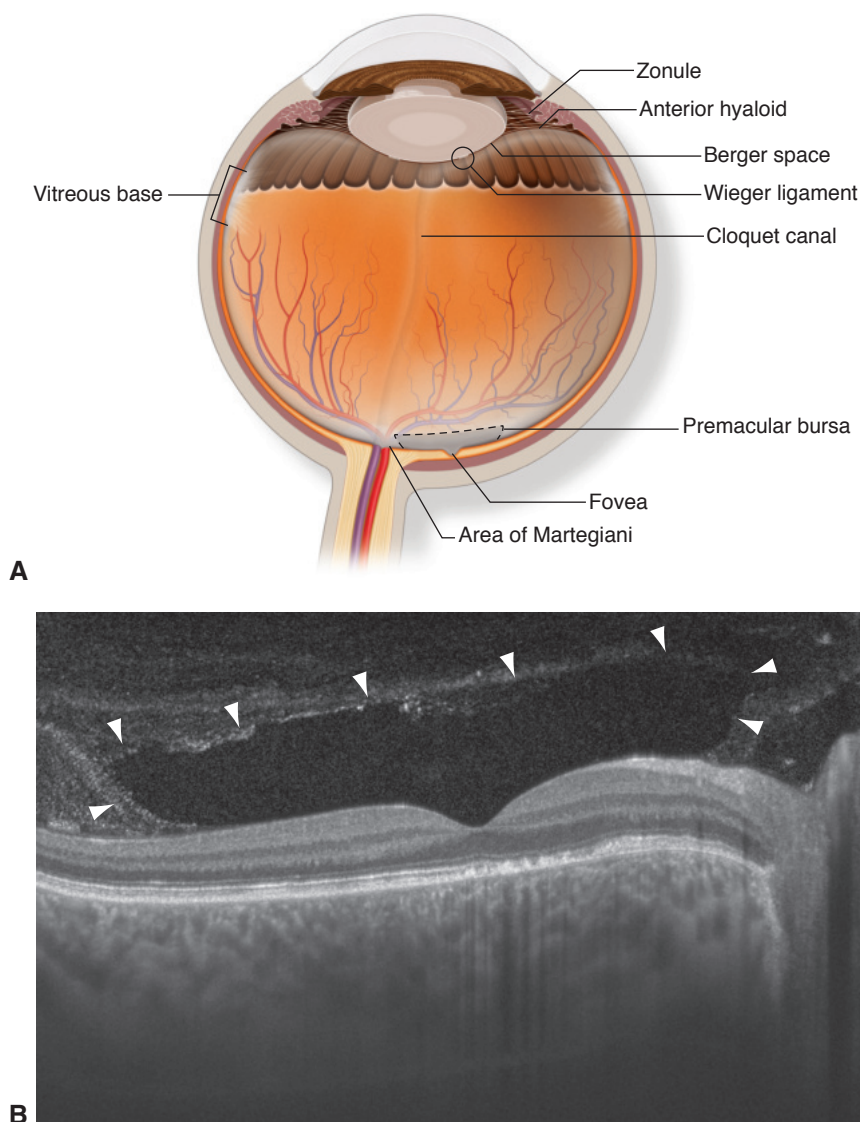 Zonule
Anterior hyaloid
Berger space
Vitreous base
Wieger ligament
Cloquet canal
Premacular bursa
Fovea
Area of Martegiani
A
B